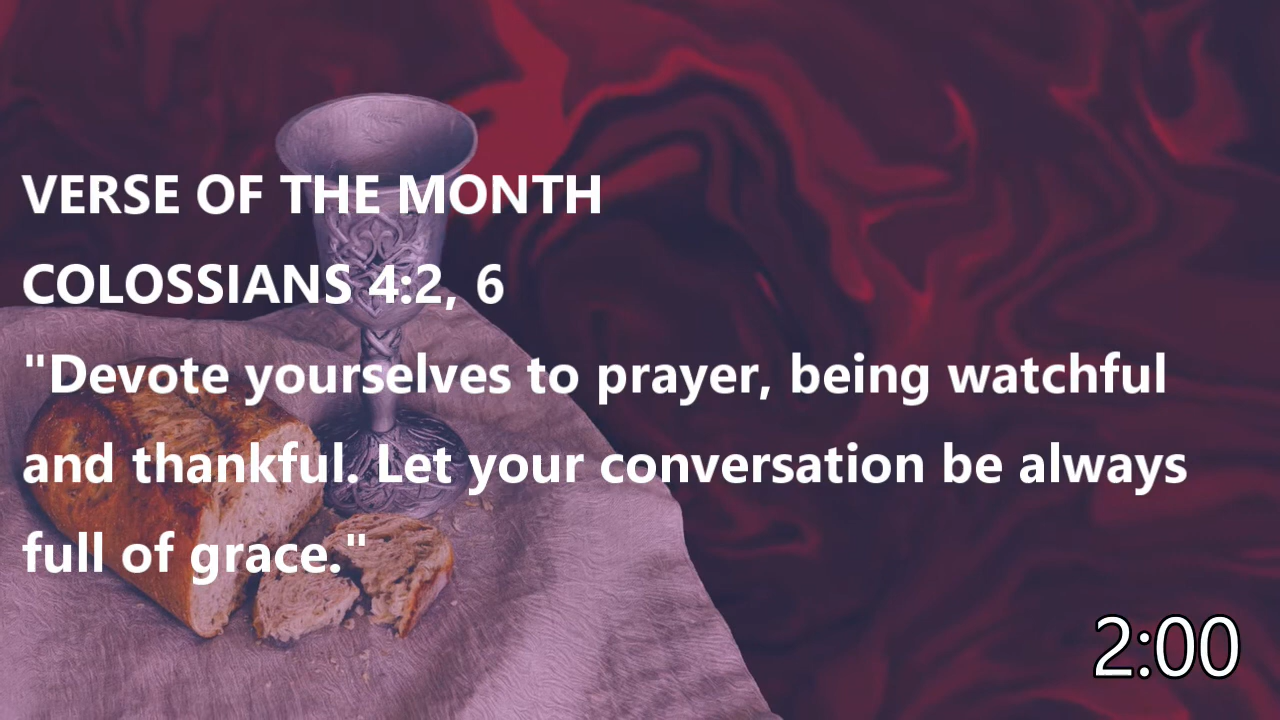 VERSE OF THE MONTH
COLOSSIANS 4:2, 6
"Devote yourselves to prayer, being watchful
and thankful. Let your conversation be always
full of grace."
2:00